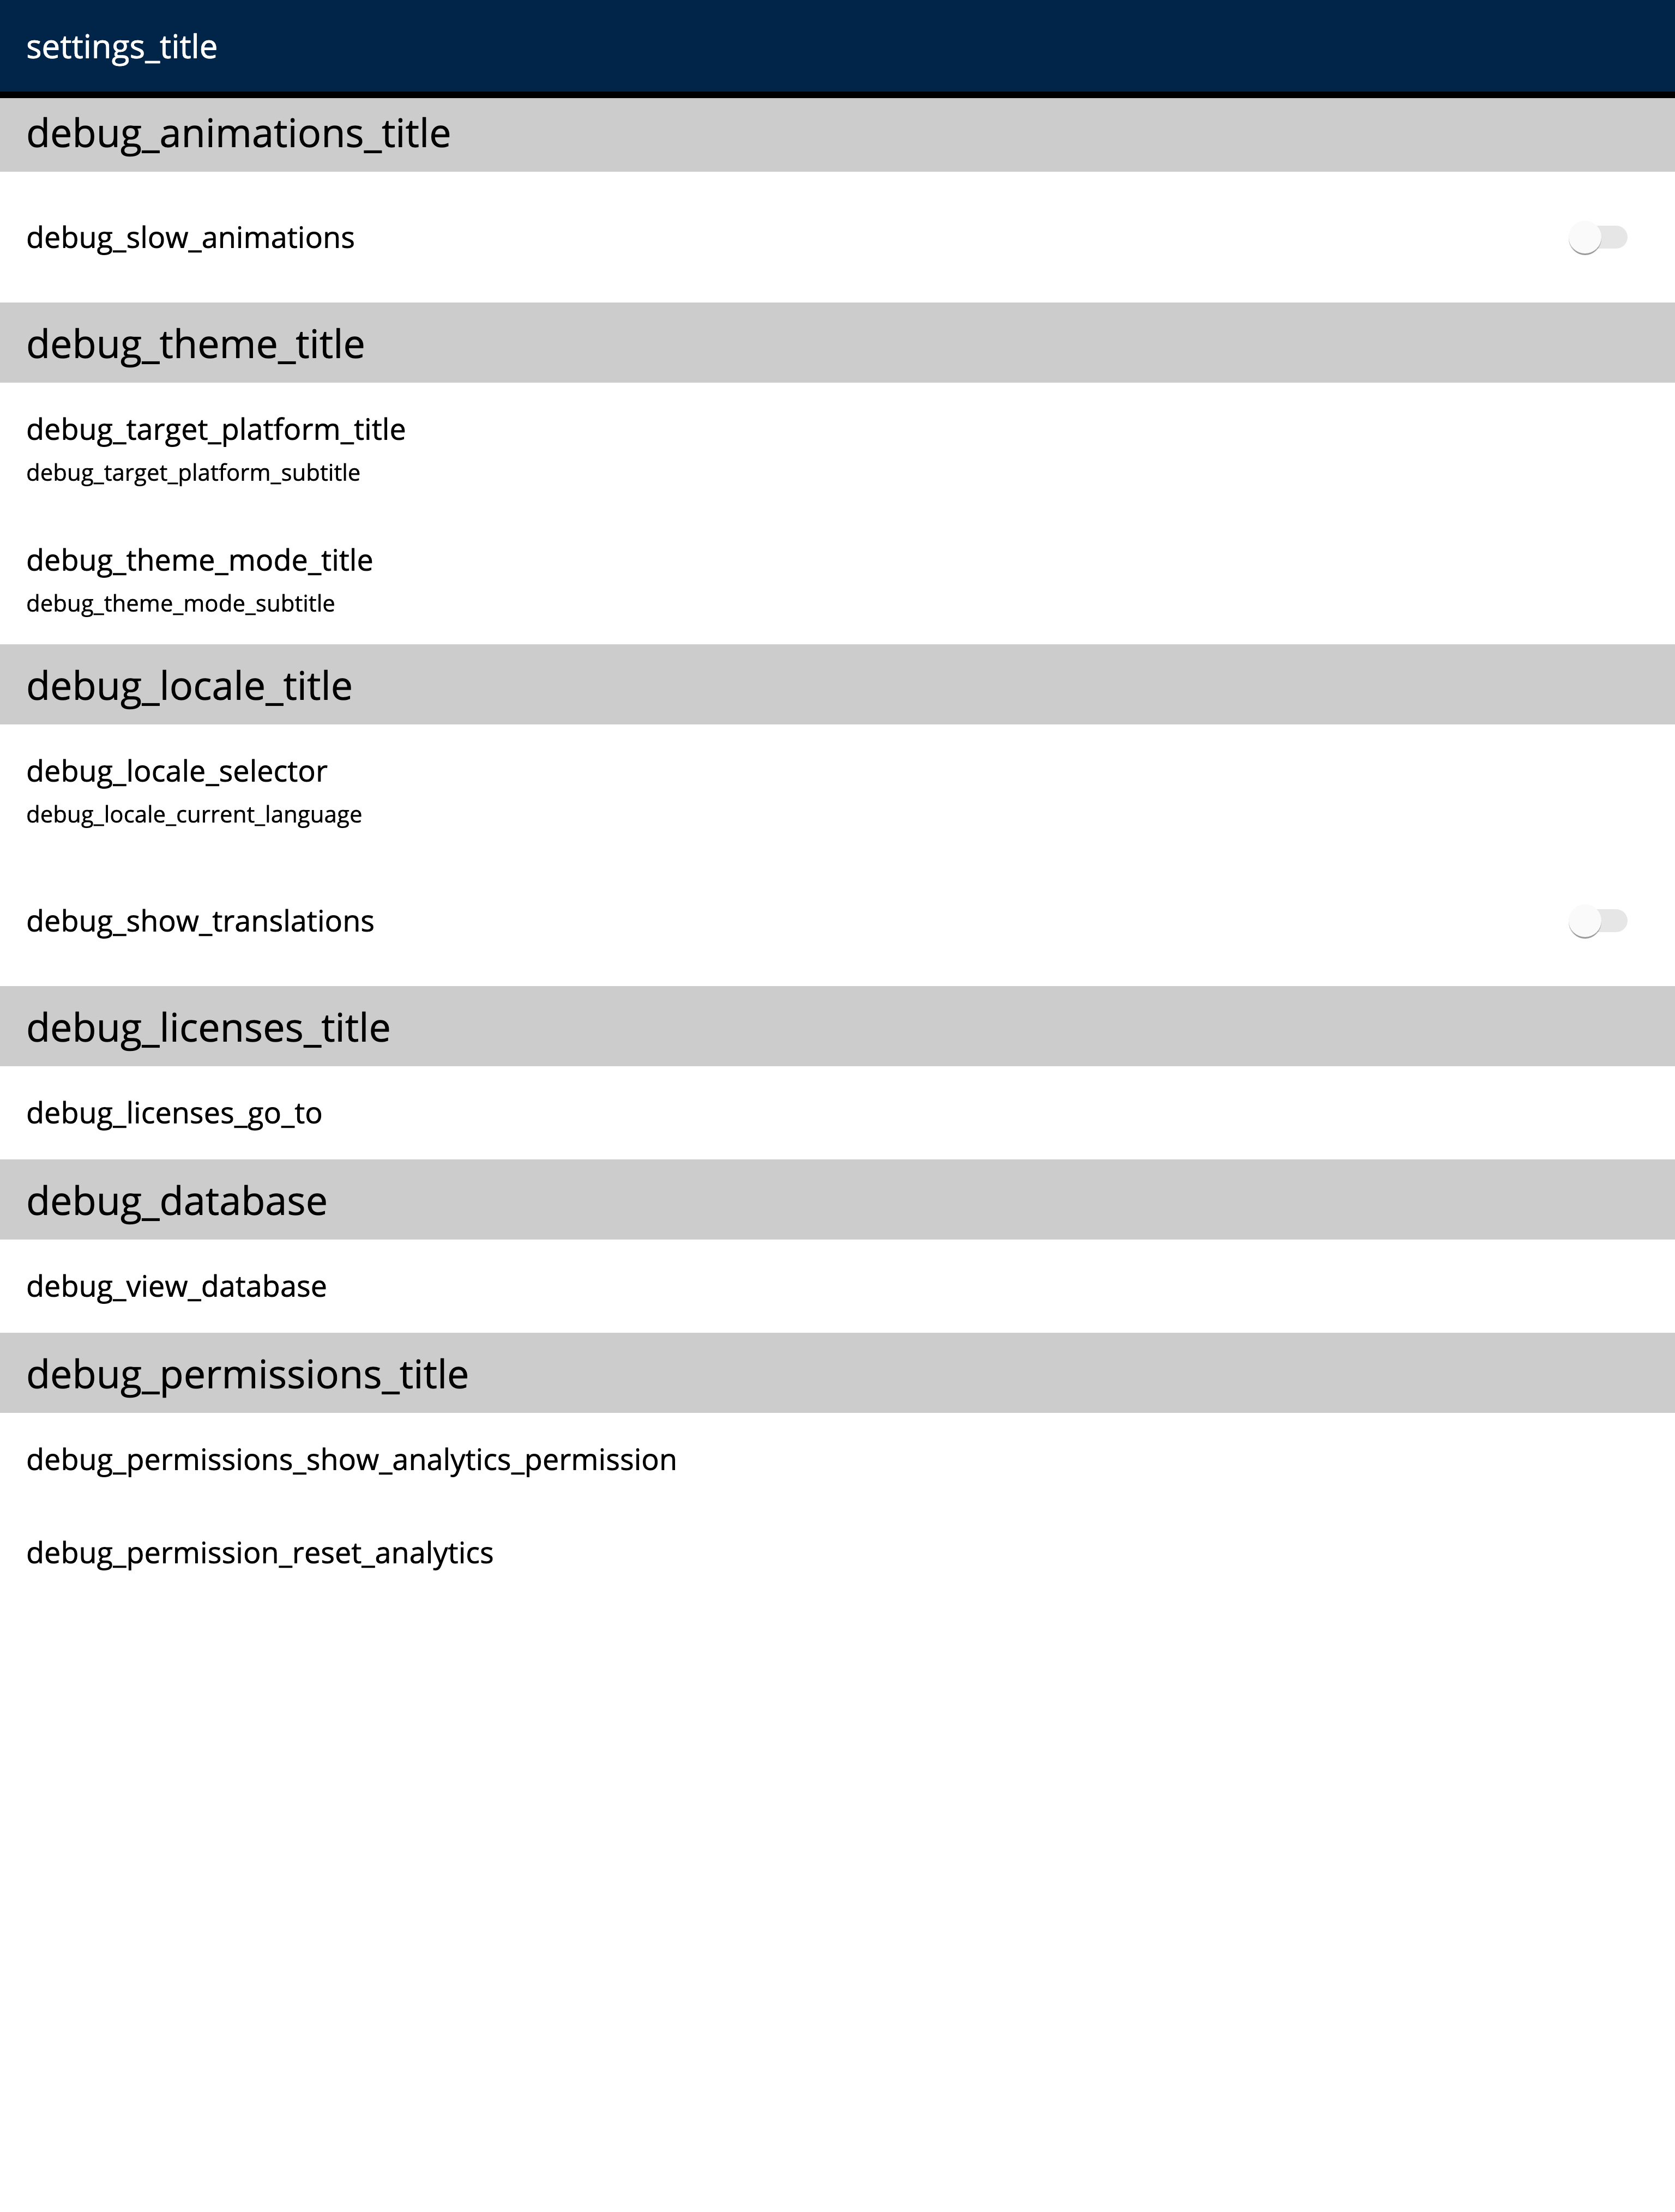 settings_title
debug_animations_title
debug_slow_animations
debug_theme_title
debug_target_platform_title
debug_target_platform_subtitle
debug_theme_mode_title
debug_theme_mode_subtitle
debug_locale_title
debug_locale_selector
debug_locale_current_language
debug_show_translations
debug_licenses_title
debug_licenses_go_to
debug_database
debug_view_database
debug_permissions_title
debug_permissions_show_analytics_permission
debug_permission_reset_analytics